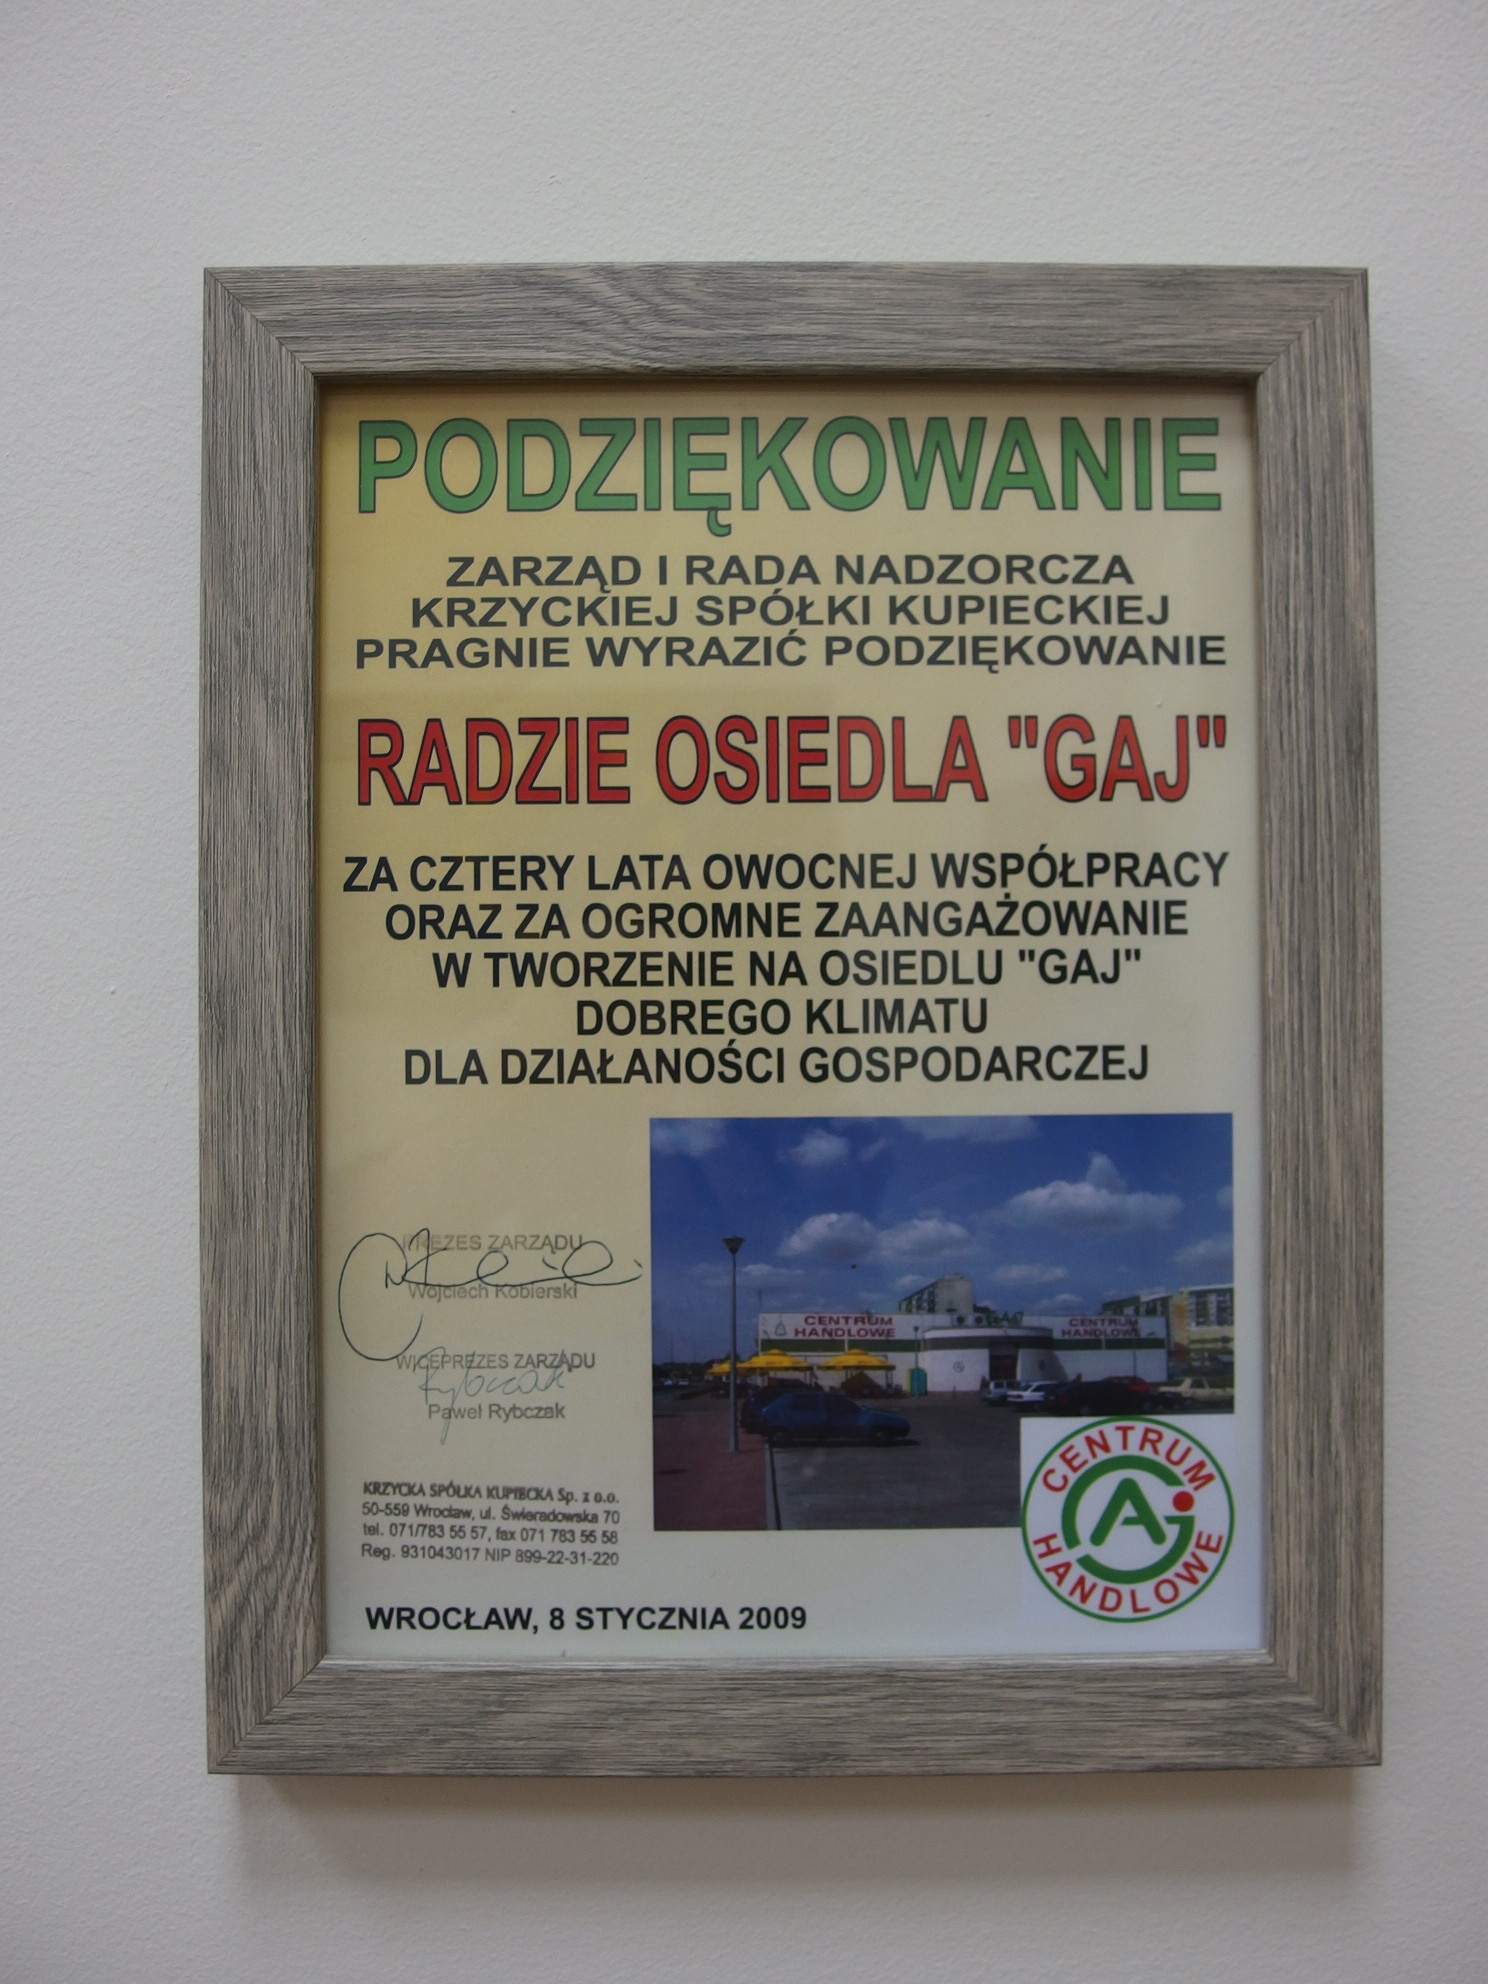 PODZIĘKOWANIE
ZARZĄD I RADA NADZORCZA
KRZYCKIEJ SPÓŁKI KUPIECKIEJ
PRAGNIE WYRAZIĆ PODZIĘKOWANIE
RADZIE OSIEDLA "GAJ"
ZA CZTERY LATA OWOCNEJ WSPÓŁPRACY
ORAZ ZA OGROMNE ZAANGAŻOWANIE
W TWORZENIE NA OSIEDLU "GAJ"
DOBREGO KLIMATU
DLA DZIAŁANOŚCI GOSPODARCZEJ
PREZES ZARZĄDU
Wojciech Kobierski
WICEPREZES ZARZĄDU
Rybczak
Paweł Rybczak
KRZYCKA SPÓŁKA KUPIECKA Sp. z o.o.
50-559 Wrocław, ul. Świeradowska 70
tel. 071/783 55 57, fax 071 783 55 58
Reg. 931043017 NIP 899-22-31-220
WROCŁAW, 8 STYCZNIA 2009
CENTRUM
HANDLOWE
GAJ
CENTRUM
HANDLOWE
CENTRUM
GAJ
HANDLOWE